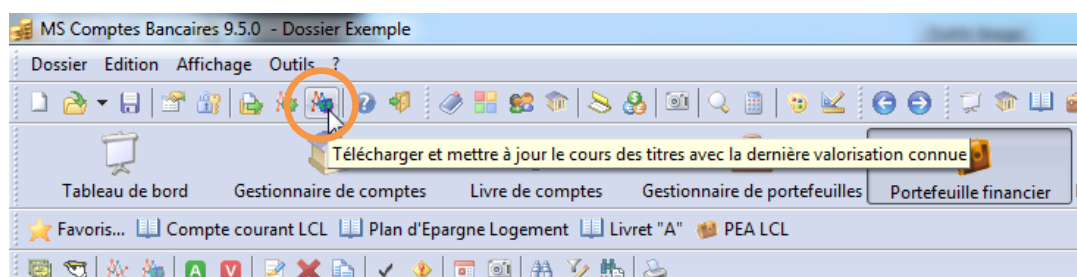 MS Comptes Bancaires 9.5.0 - Dossier Exemple
Dossier Edition Affichage Outils ?
Télécharger et mettre à jour le cours des titres avec la dernière valorisation connue
Tableau de bord Gestionnaire de comptes Livre de comptes Gestionnaire de portefeuilles Portefeuille financier
Favoris... Compte courant LCL Plan d'Epargne Logement Livret "A" PEA LCL
A V